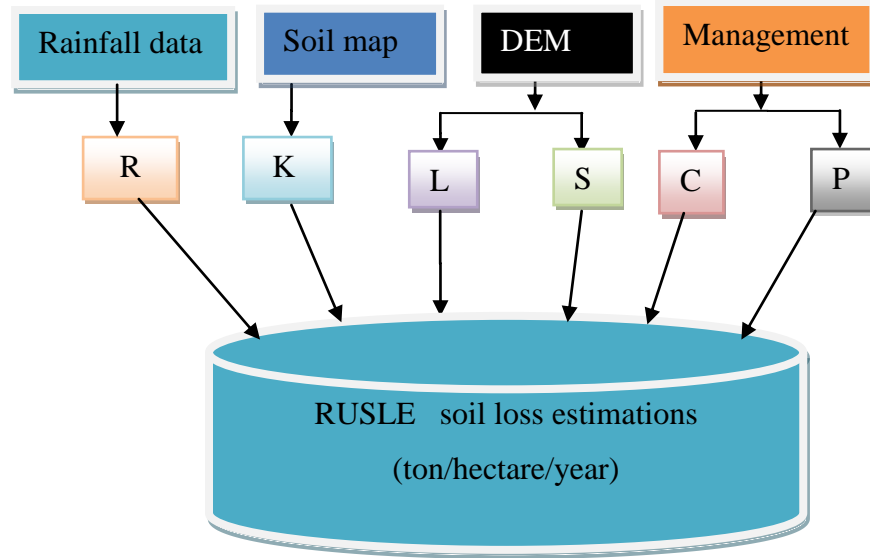 Rainfall data
Soil map
DEM
Management
R
K
L
S
C
P
RUSLE soil loss estimations
(ton/hectare/year)